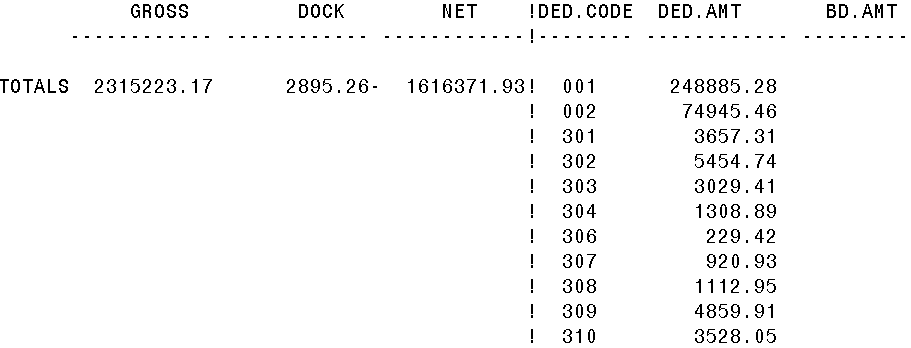 GROSS DOCK NET !DED.CODE DED.AMT BD.AMT
------------ ------------ ------------!-------- ------------ ---------
TOTALS 2315223.17 2895.26- 1616371.93! 001 248885.28
! 002 74945.46
! 301 3657.31
! 302 5454.74
! 303 3029.41
! 304 1308.89
! 306 229.42
! 307 920.93
! 308 1112.95
! 309 4859.91
! 310 3528.05